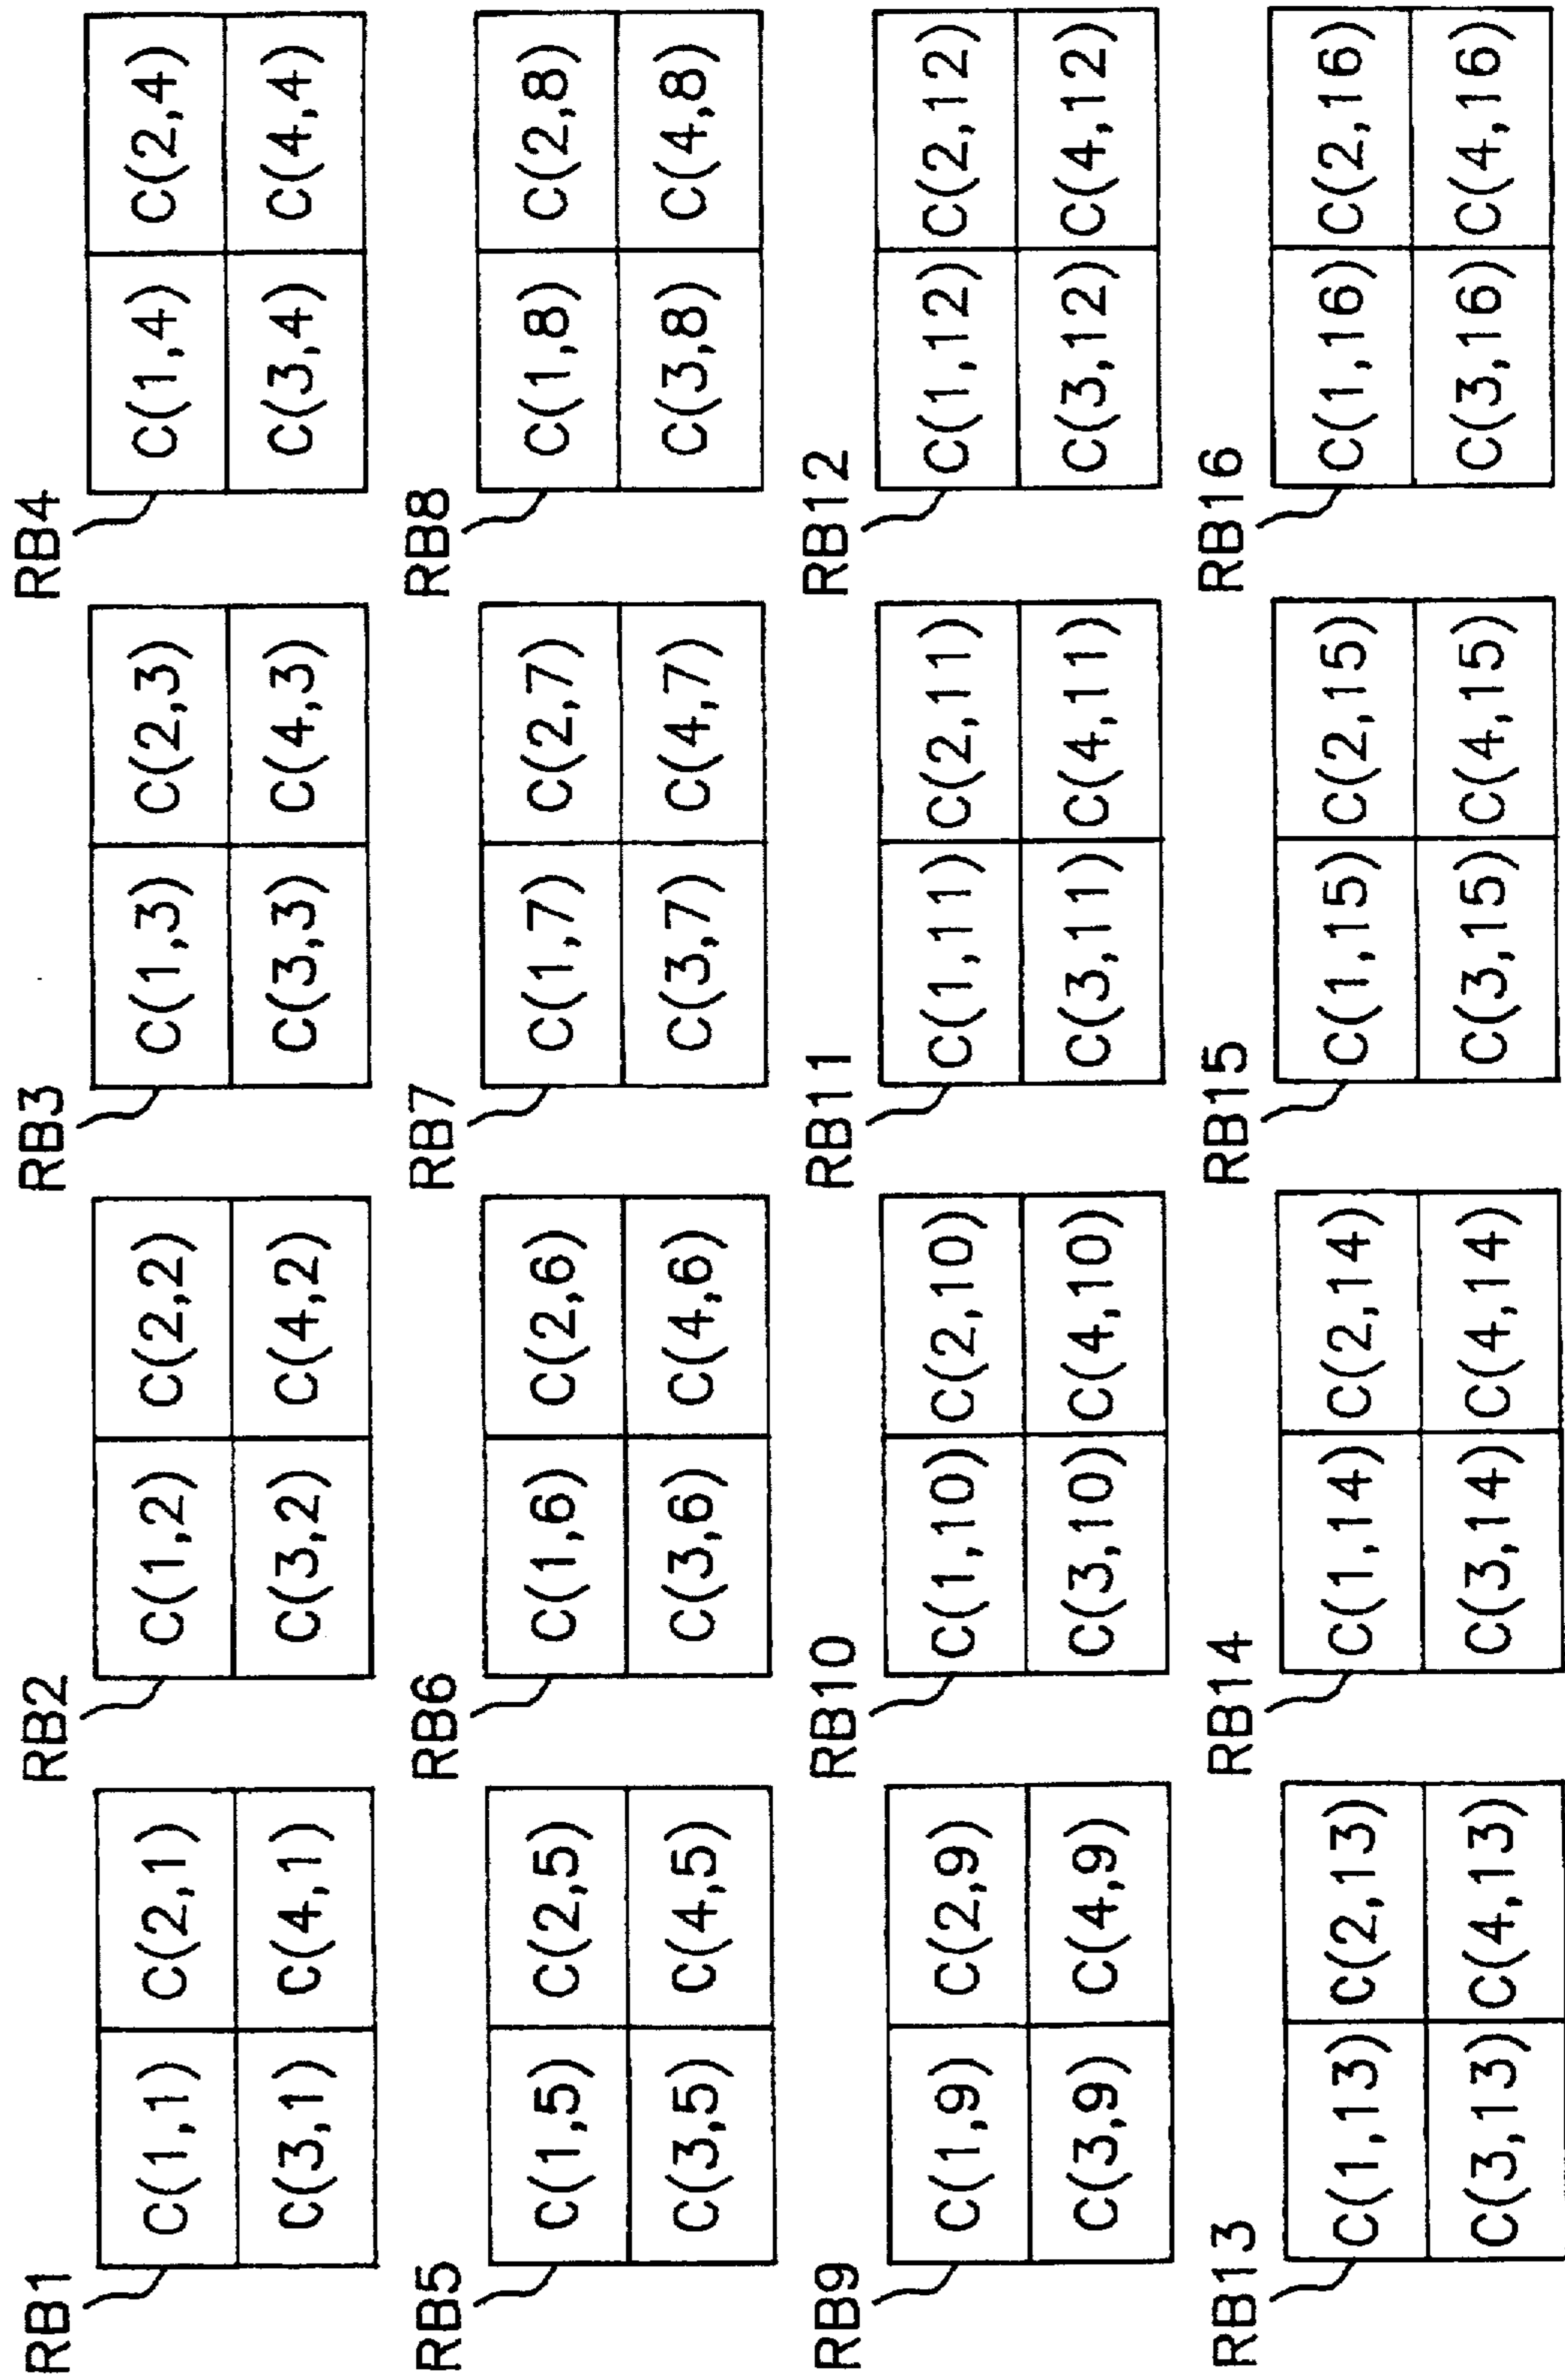 RB1 RB2 RB3 RB4
C(1,1) C(2,1) C(1,2) C(2,2) C(1,3) C(2,3) C(1,4) C(2,4)
C(3,1) C(4,1) C(3,2) C(4,2) C(3,3) C(4,3) C(3,4) C(4,4)
RB5 RB6 RB7 RB8
C(1,5) C(2,5) C(1,6) C(2,6) C(1,7) C(2,7) C(1,8) C(2,8)
C(3,5) C(4,5) C(3,6) C(4,6) C(3,7) C(4,7) C(3,8) C(4,8)
RB9 RB10 RB11 RB12
C(1,9) C(2,9) C(1,10) C(2,10) C(1,11) C(2,11) C(1,12) C(2,12)
C(3,9) C(4,9) C(3,10) C(4,10) C(3,11) C(4,11) C(3,12) C(4,12)
RB13 RB14 RB15 RB16
C(1,13) C(2,13) C(1,14) C(2,14) C(1,15) C(2,15) C(1,16) C(2,16)
C(3,13) C(4,13) C(3,14) C(4,14) C(3,15) C(4,15) C(3,16) C(4,16)